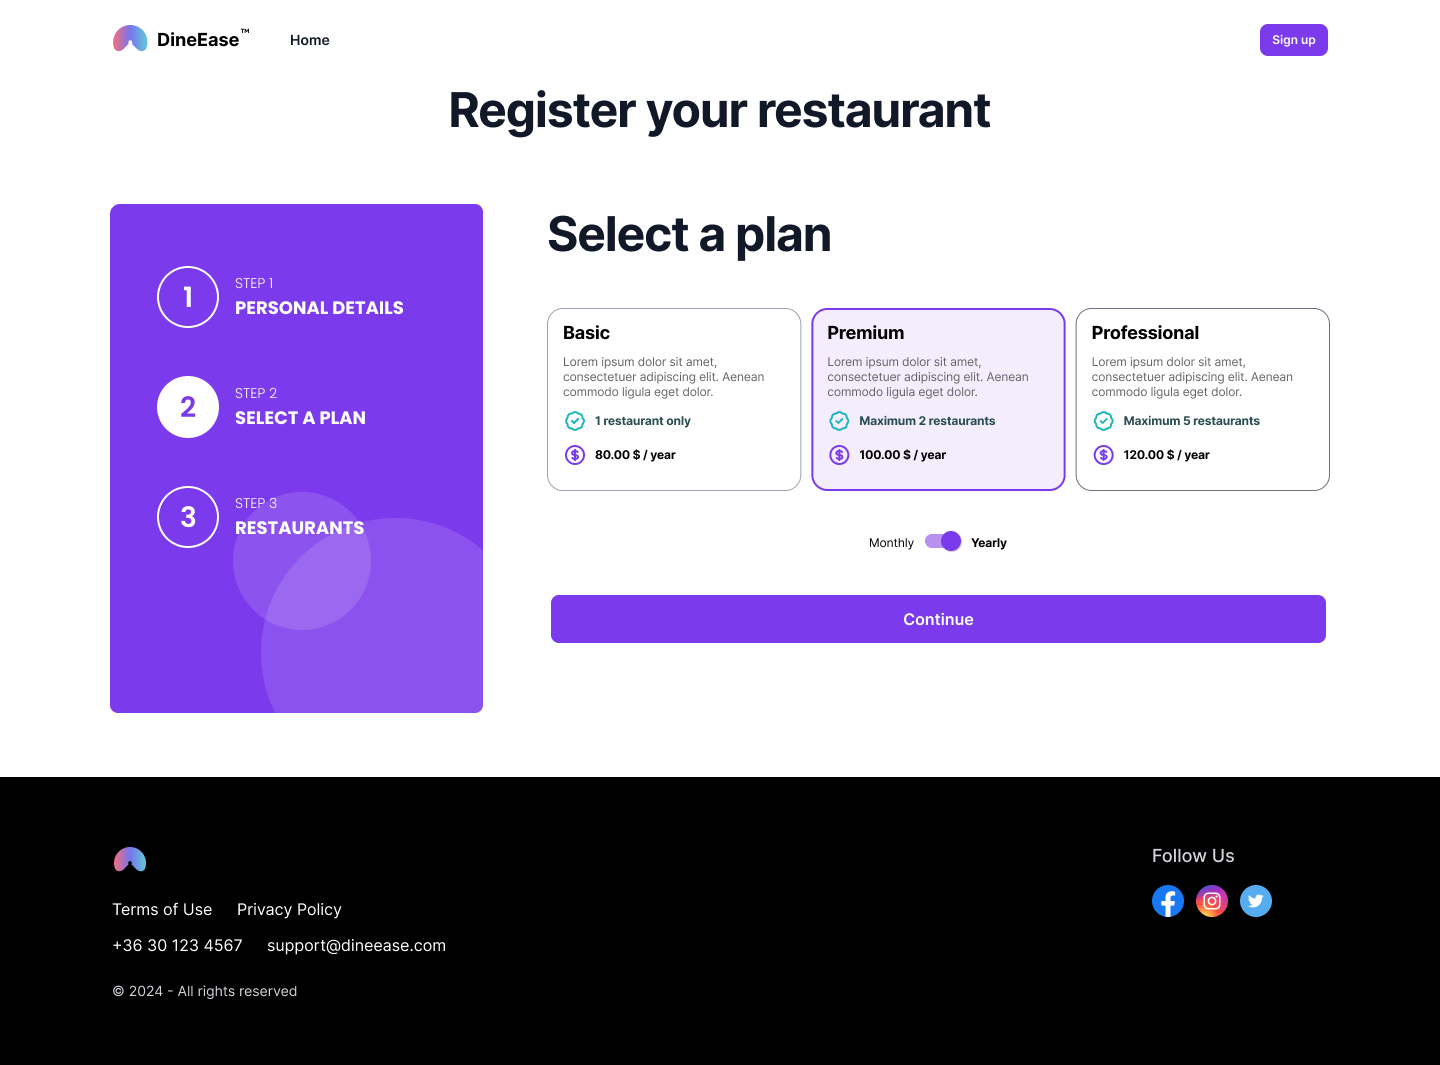 DineEase™
Home
Sign up
Register your restaurant
1
STEP 1
PERSONAL DETAILS
2
STEP 2
SELECT A PLAN
3
STEP 3
RESTAURANTS
Select a plan
Basic
Lorem ipsum dolor sit amet,
consectetuer adipiscing elit. Aenean
commodo ligula eget dolor.
1 restaurant only
80.00 $ / year
Premium
Lorem ipsum dolor sit amet,
consectetuer adipiscing elit. Aenean
commodo ligula eget dolor.
Maximum 2 restaurants
100.00 $ / year
Professional
Lorem ipsum dolor sit amet,
consectetuer adipiscing elit. Aenean
commodo ligula eget dolor.
Maximum 5 restaurants
120.00 $ / year
Monthly
Yearly
Continue
Terms of Use
Privacy Policy
+36 30 123 4567
support@dineease.com
© 2024 - All rights reserved
Follow Us